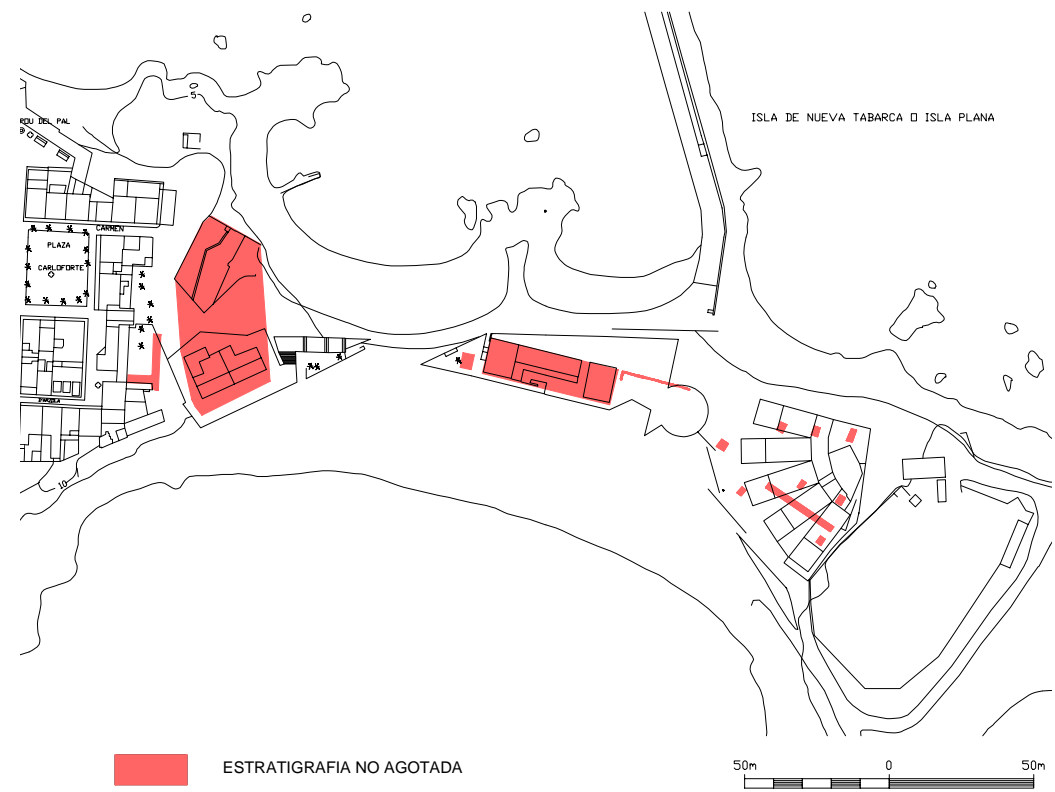 5
ROU DEL PAL
ISLA DE NUEVA TABARCA O ISLA PLANA
CARMEN
PLAZA
CARLOFORTE
10
ESTRATIGRAFIA NO AGOTADA
50m 0 50m